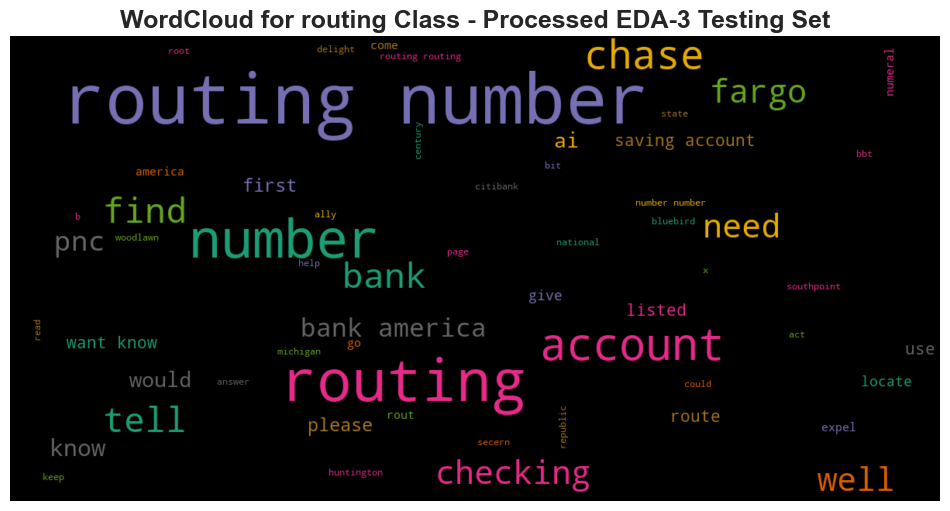 WordCloud for routing Class - Processed EDA-3 Testing Set
root
delight
come
routing routing
chase
numeral
routing number
fargo
state
century
ai
saving account
bbt
america
first
bit
citibank
find
b
ally
number number
need
woodlawn
number
bluebird
pnc
national
help
page
bank
x
give
southpoint
listed
read
bank america
want know
go
account
act
use
michigan
would
answer
routing
could
locate
tell
please
rout
route
republic
expel
know
secern
keep
huntington
checking
well